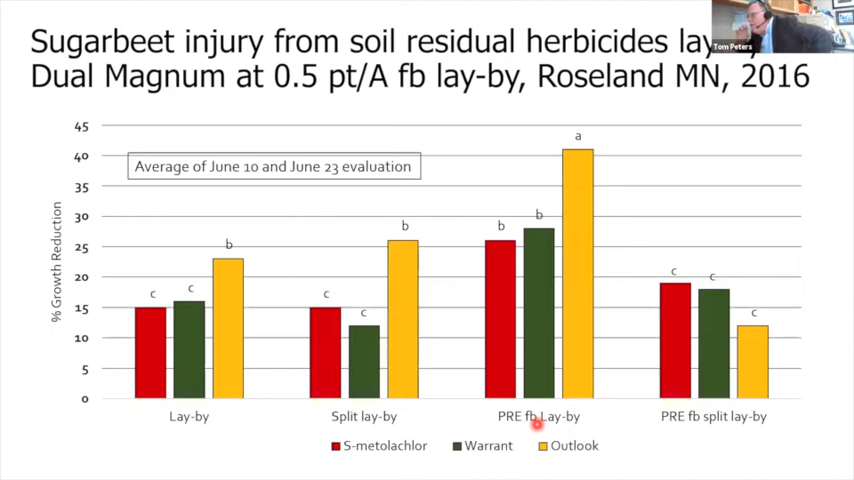 Sugarbeet injury from soil residual herbicides lay
Dual Magnum at 0.5 pt/A fb lay-by, Roseland MN, 2016
Tom Peters
45
40
35
30
25
20
15
10
5
0
% Growth Reduction
Average of June 10 and June 23 evaluation
c c b
c c b
b b a
c c c
Lay-by Split lay-by PRE fb Lay-by PRE fb split lay-by
S-metolachlor Warrant Outlook